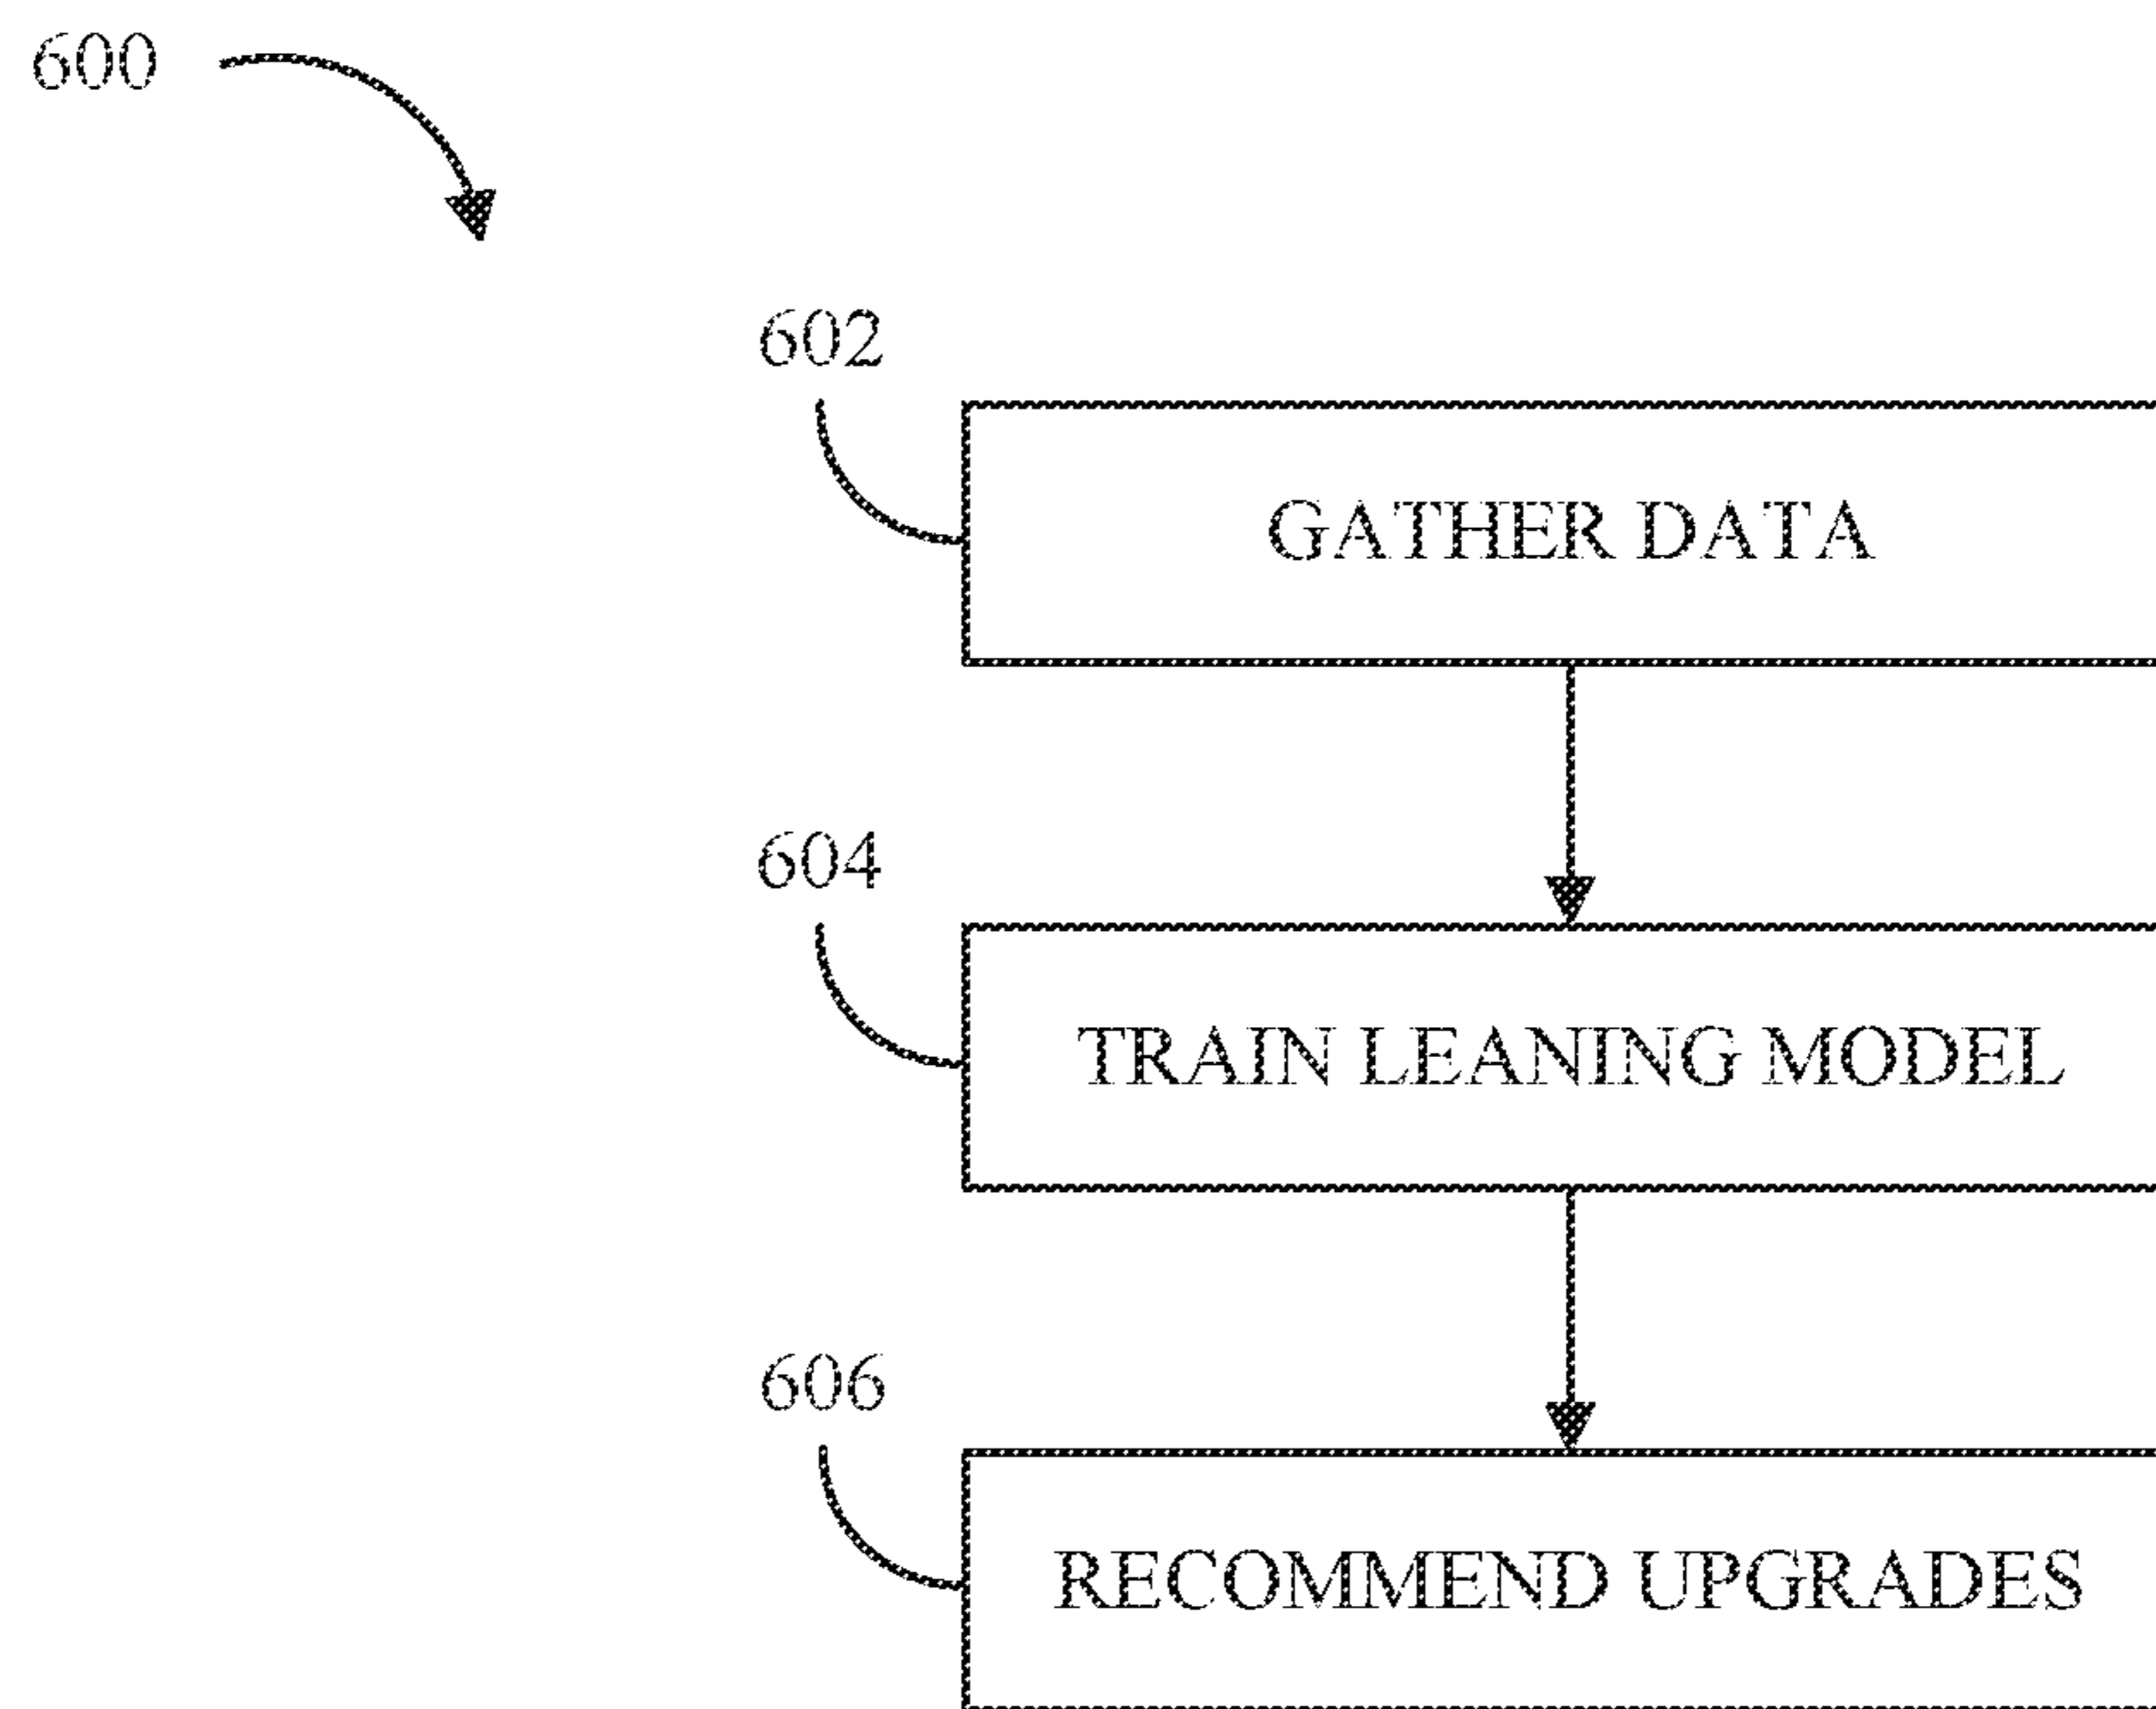 600
602
GATHER DATA
604
TRAIN LEANING MODEL
606
RECOMMEND UPGRADES